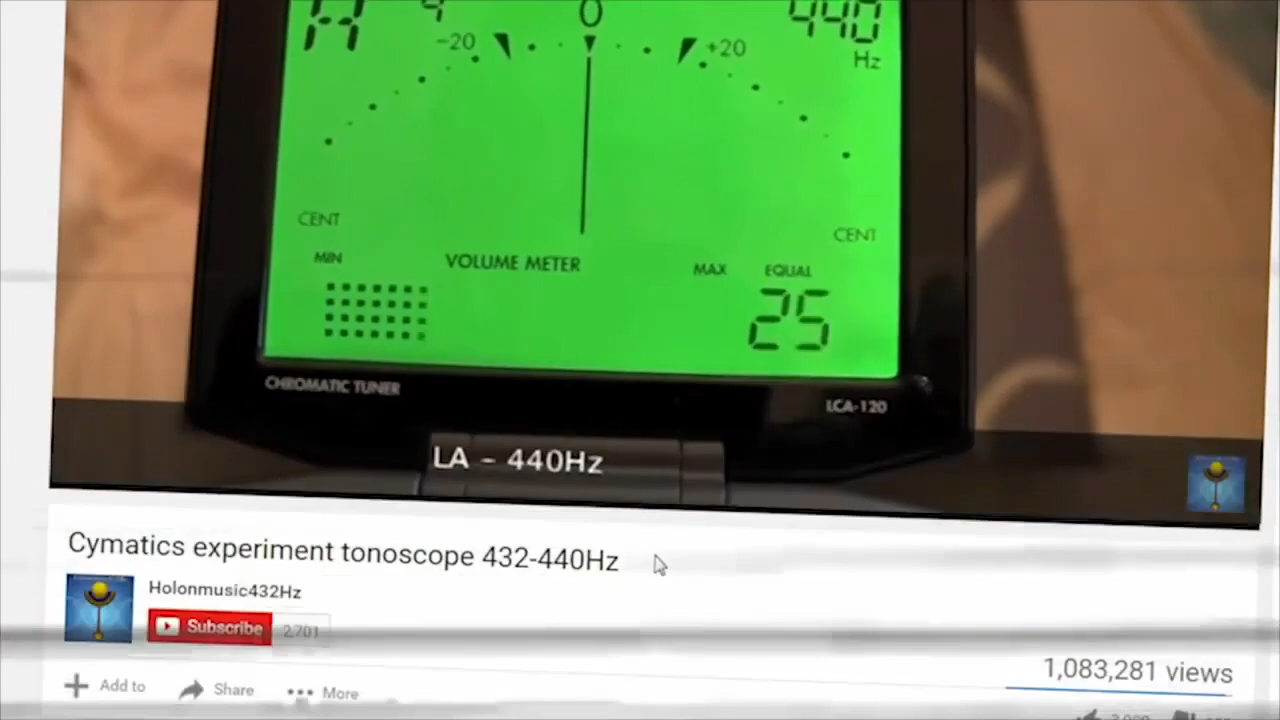 A 4 0 440
-20 +20
Hz
CENT CENT
MIN VOLUME METER MAX EQUAL
25
CHROMATIC TUNER LCA-120
LA - 440Hz
Cymatics experiment tonoscope 432-440Hz
Holonmusic432Hz
Subscribe 2,701
1,083,281 views
Add to Share More